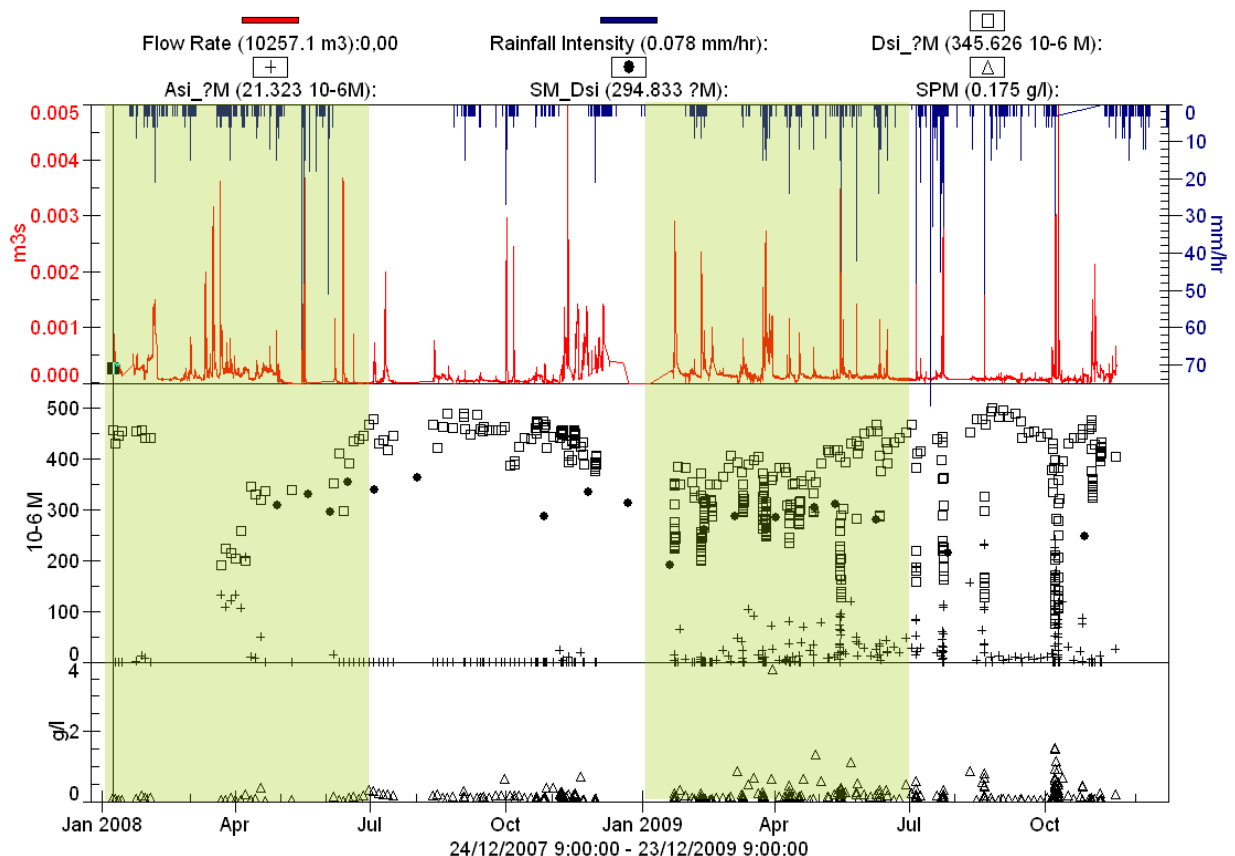 Flow Rate (10257.1 m3):0,00 Rainfall Intensity (0.078 mm/hr): Dsi_?M (345.626 10-6 M):
Asi_?M (21.323 10-6M): SM_Dsi (294.833 ?M): SPM (0.175 g/l):
0.005
0.004
0.003
0.002
0.001
0.000
m3s
0
10
20
30
40
50
60
70
mm/hr
500
400
300
200
100
0
10-6 M
4
2
0
g/l
Jan 2008 Apr Jul Oct Jan 2009 Apr Jul Oct
24/12/2007 9:00:00 - 23/12/2009 9:00:00